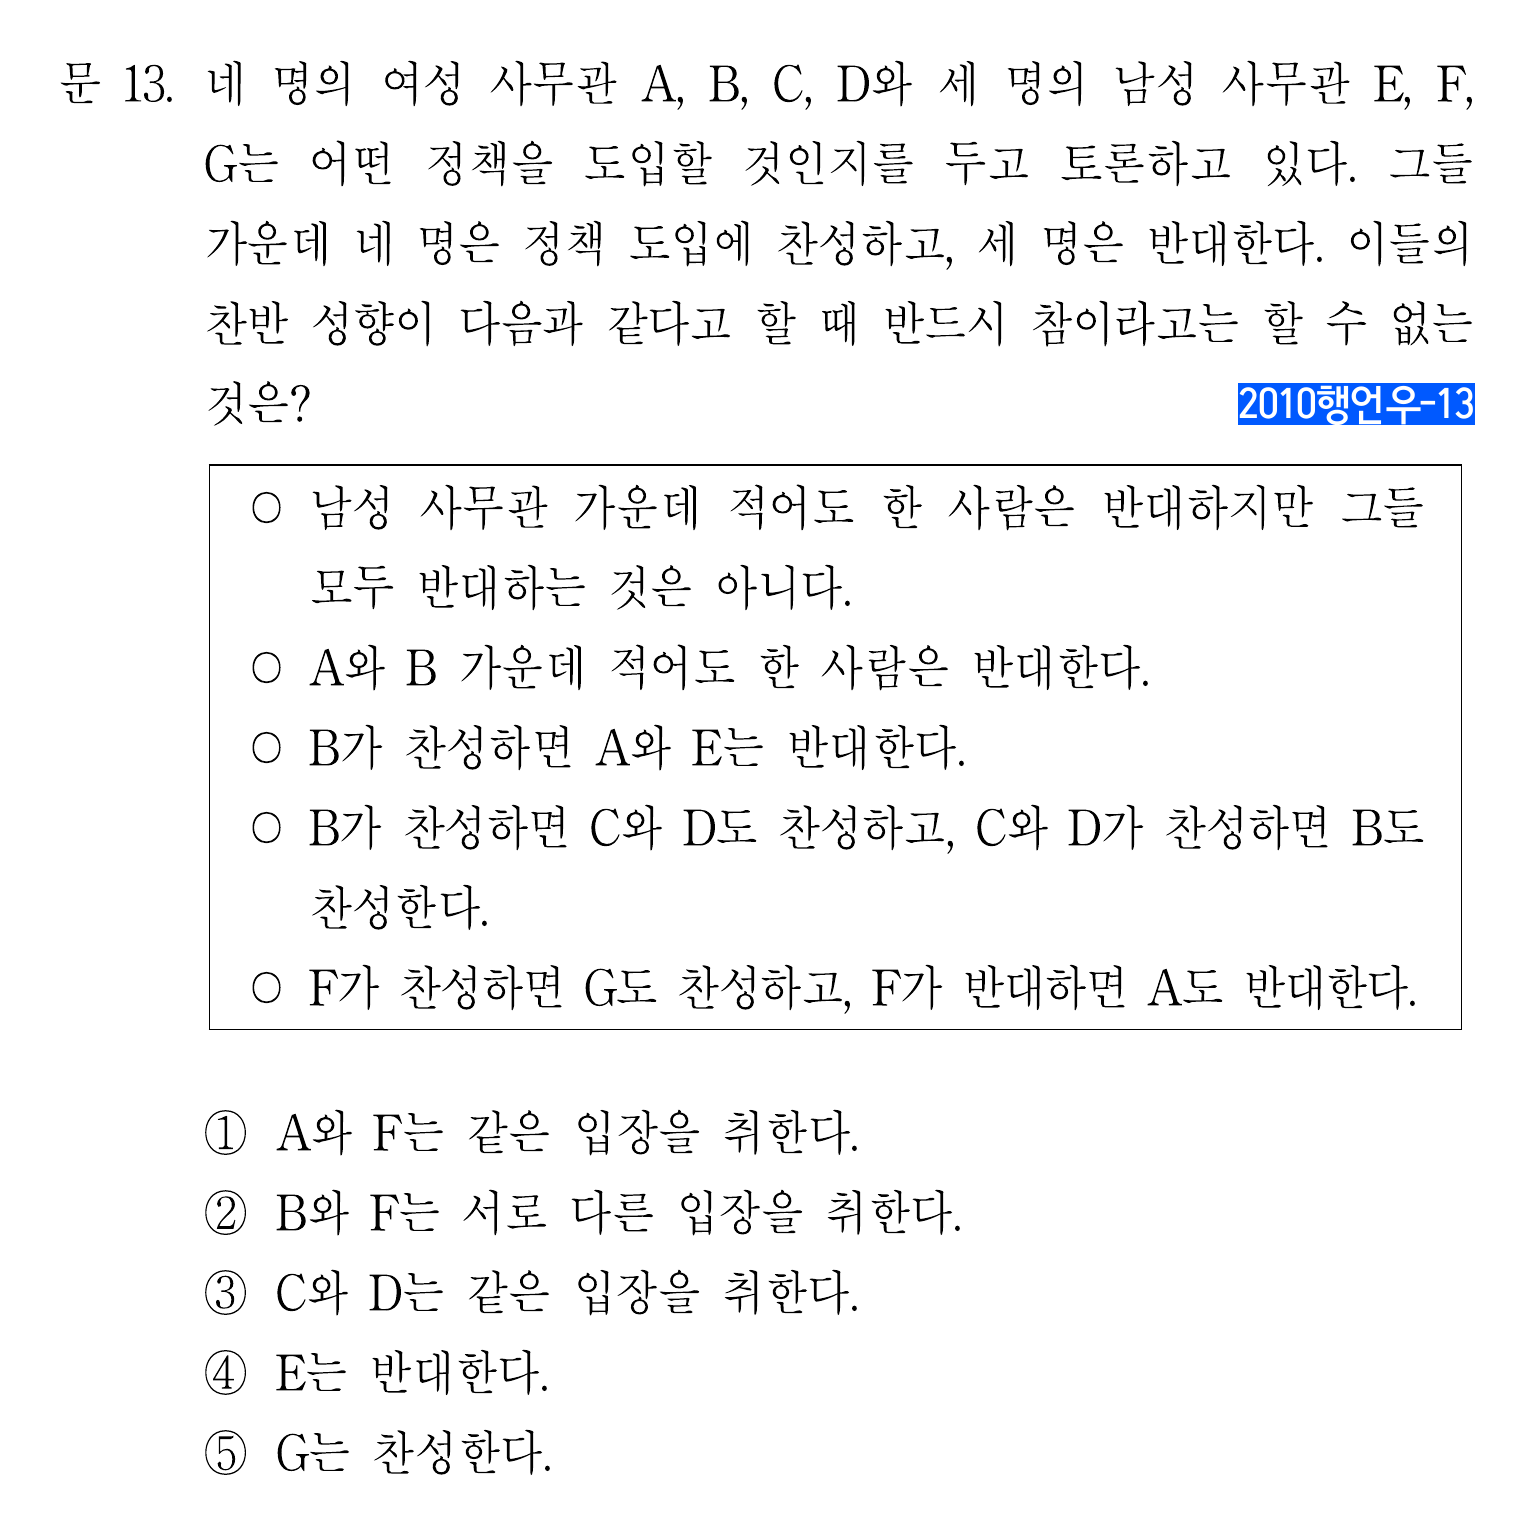 문 13. 네 명의 여성 사무관 A, B, C, D와 세 명의 남성 사무관 E, F,
G는 어떤 정책을 도입할 것인지를 두고 토론하고 있다. 그들
가운데 네 명은 정책 도입에 찬성하고, 세 명은 반대한다. 이들의
찬반 성향이 다음과 같다고 할 때 반드시 참이라고는 할 수 없는
것은? 2010행언우-13
○ 남성 사무관 가운데 적어도 한 사람은 반대하지만 그들
모두 반대하는 것은 아니다.
○ A와 B 가운데 적어도 한 사람은 반대한다.
○ B가 찬성하면 A와 E는 반대한다.
○ B가 찬성하면 C와 D도 찬성하고, C와 D가 찬성하면 B도
찬성한다.
○ F가 찬성하면 G도 찬성하고, F가 반대하면 A도 반대한다.
① A와 F는 같은 입장을 취한다.
② B와 F는 서로 다른 입장을 취한다.
③ C와 D는 같은 입장을 취한다.
④ E는 반대한다.
⑤ G는 찬성한다.